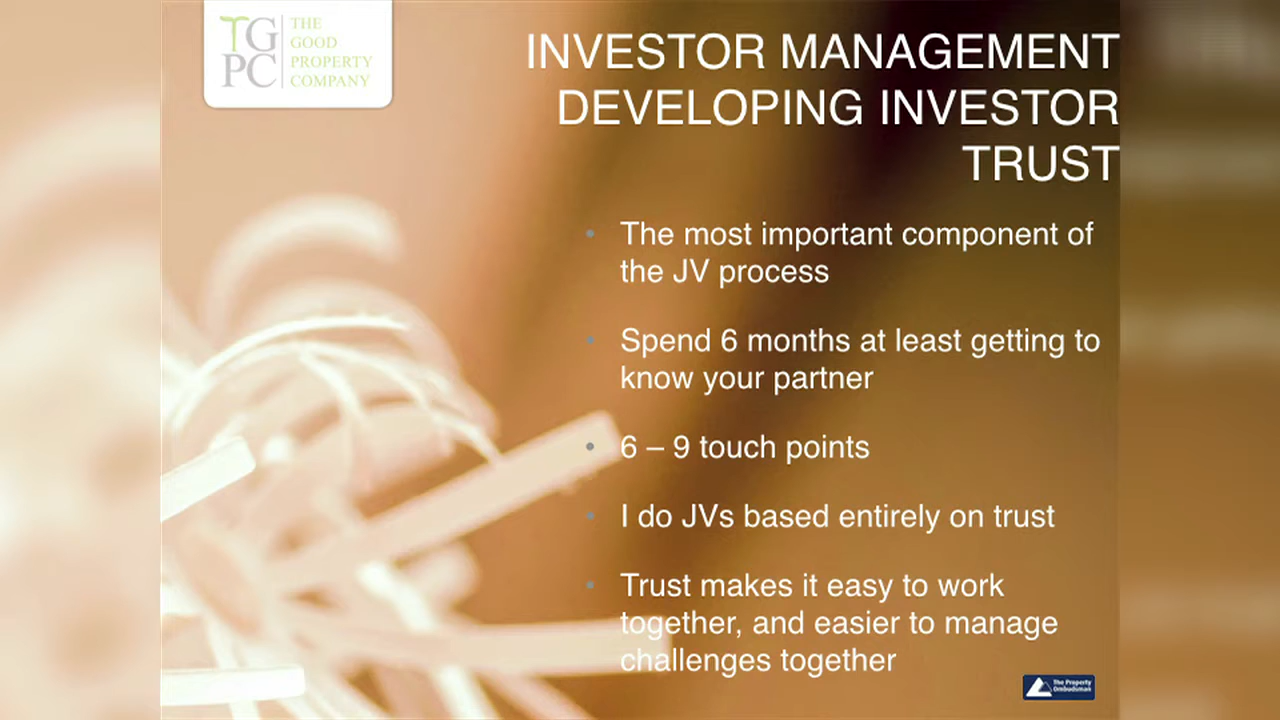 TG
PC
THE
GOOD
PROPERTY
COMPANY
INVESTOR MANAGEMENT
DEVELOPING INVESTOR
TRUST
• The most important component of
the JV process
• Spend 6 months at least getting to
know your partner
• 6 – 9 touch points
• I do JVs based entirely on trust
• Trust makes it easy to work
together, and easier to manage
challenges together
The Property
Ombudsman